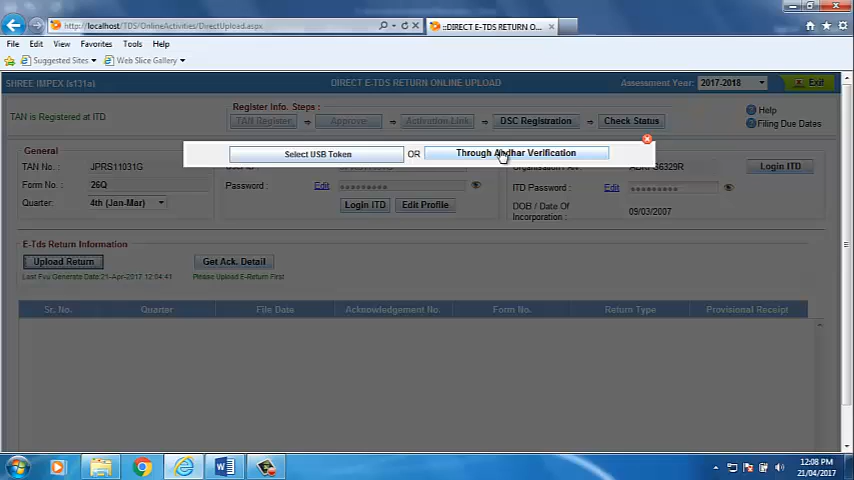 http://localhost/TDS/OnlineActivities/DirectUpload.aspx
::DIRECT E-TDS RETURN O...
File Edit View Favorites Tools Help
Suggested Sites Web Slice Gallery
SHREE IMPEX (s131a) DIRECT E-TDS RETURN ONLINE UPLOAD Assessment Year: 2017-2018 Exit
TAN is Registered at ITD
Register Info. Steps :
TAN Register Approve Activation Link DSC Registration Check Status
Help
Filing Due Dates
Select USB Token OR Through Andhar Verification
General
TAN No. : JPRS11031G
Form No. : 26Q
Quarter: 4th (Jan-Mar)
Password : Edit
Login ITD Edit Profile
Login ITD
ITD Password : Edit
DOB / Date Of Incorporation : 09/03/2007
E-Tds Return Information
Upload Return Get Ack. Detail
Last Fvu Generate Date:21-Apr-2017 12:04:41 Please Upload E-Return First
Sr. No. Quarter File Date Acknowledgement No. Form No. Return Type Provisional Receipt
12:08 PM
21/04/2017